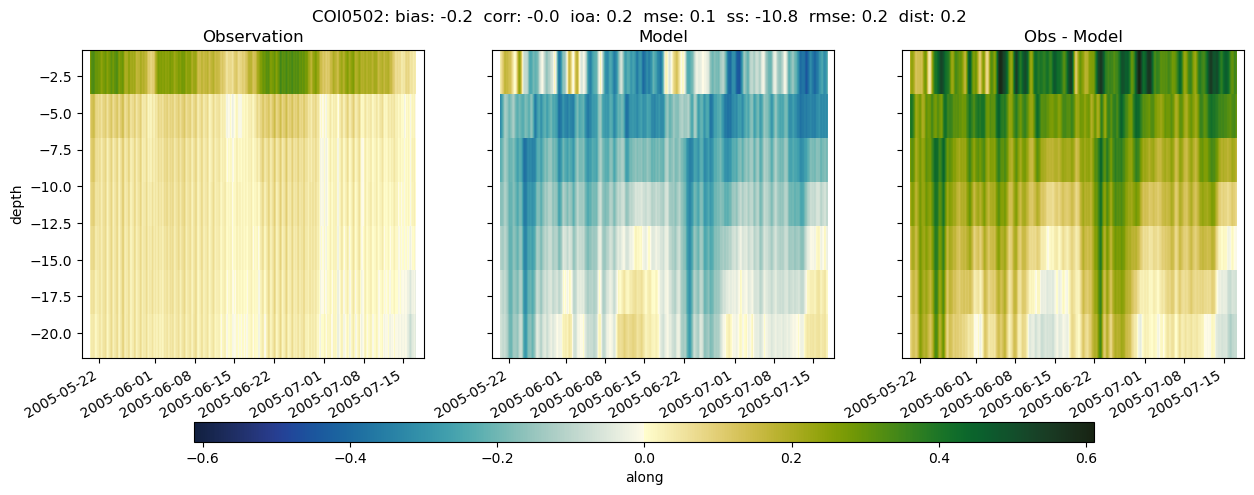 COI0502: bias: -0.2 corr: -0.0 ioa: 0.2 mse: 0.1 ss: -10.8 rmse: 0.2 dist: 0.2
Observation Model Obs - Model
depth
−2.5
−5.0
−7.5
−10.0
−12.5
−15.0
−17.5
−20.0
2005-05-22 2005-06-01 2005-06-08 2005-06-15 2005-06-22 2005-07-01 2005-07-08 2005-07-15
2005-05-22 2005-06-01 2005-06-08 2005-06-15 2005-06-22 2005-07-01 2005-07-08 2005-07-15
2005-05-22 2005-06-01 2005-06-08 2005-06-15 2005-06-22 2005-07-01 2005-07-08 2005-07-15
−0.6 −0.4 −0.2 0.0 0.2 0.4 0.6
along